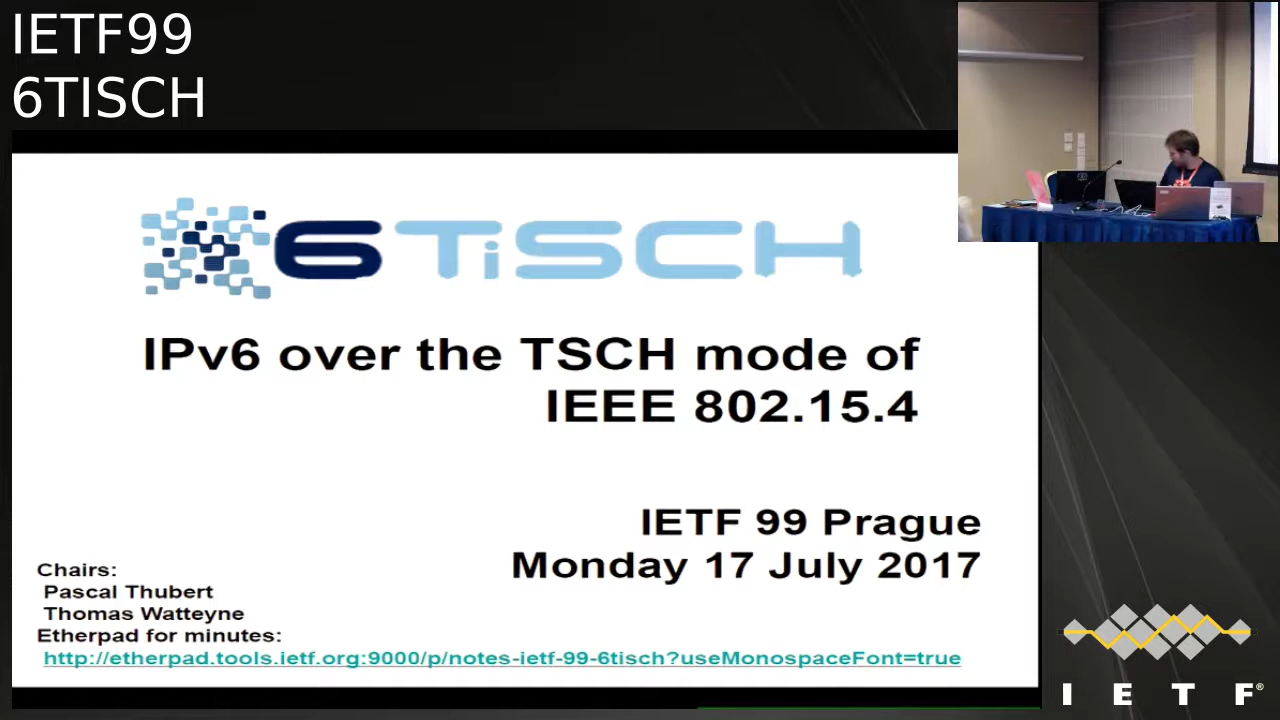 IETF99
6TISCH
6TiSCH
IPv6 over the TSCH mode of
IEEE 802.15.4
IETF 99 Prague
Monday 17 July 2017
Chairs:
Pascal Thubert
Thomas Watteyne
Etherpad for minutes:
http://etherpad.tools.ietf.org:9000/p/notes-ietf-99-6tisch?useMonospaceFont=true
I E T F®